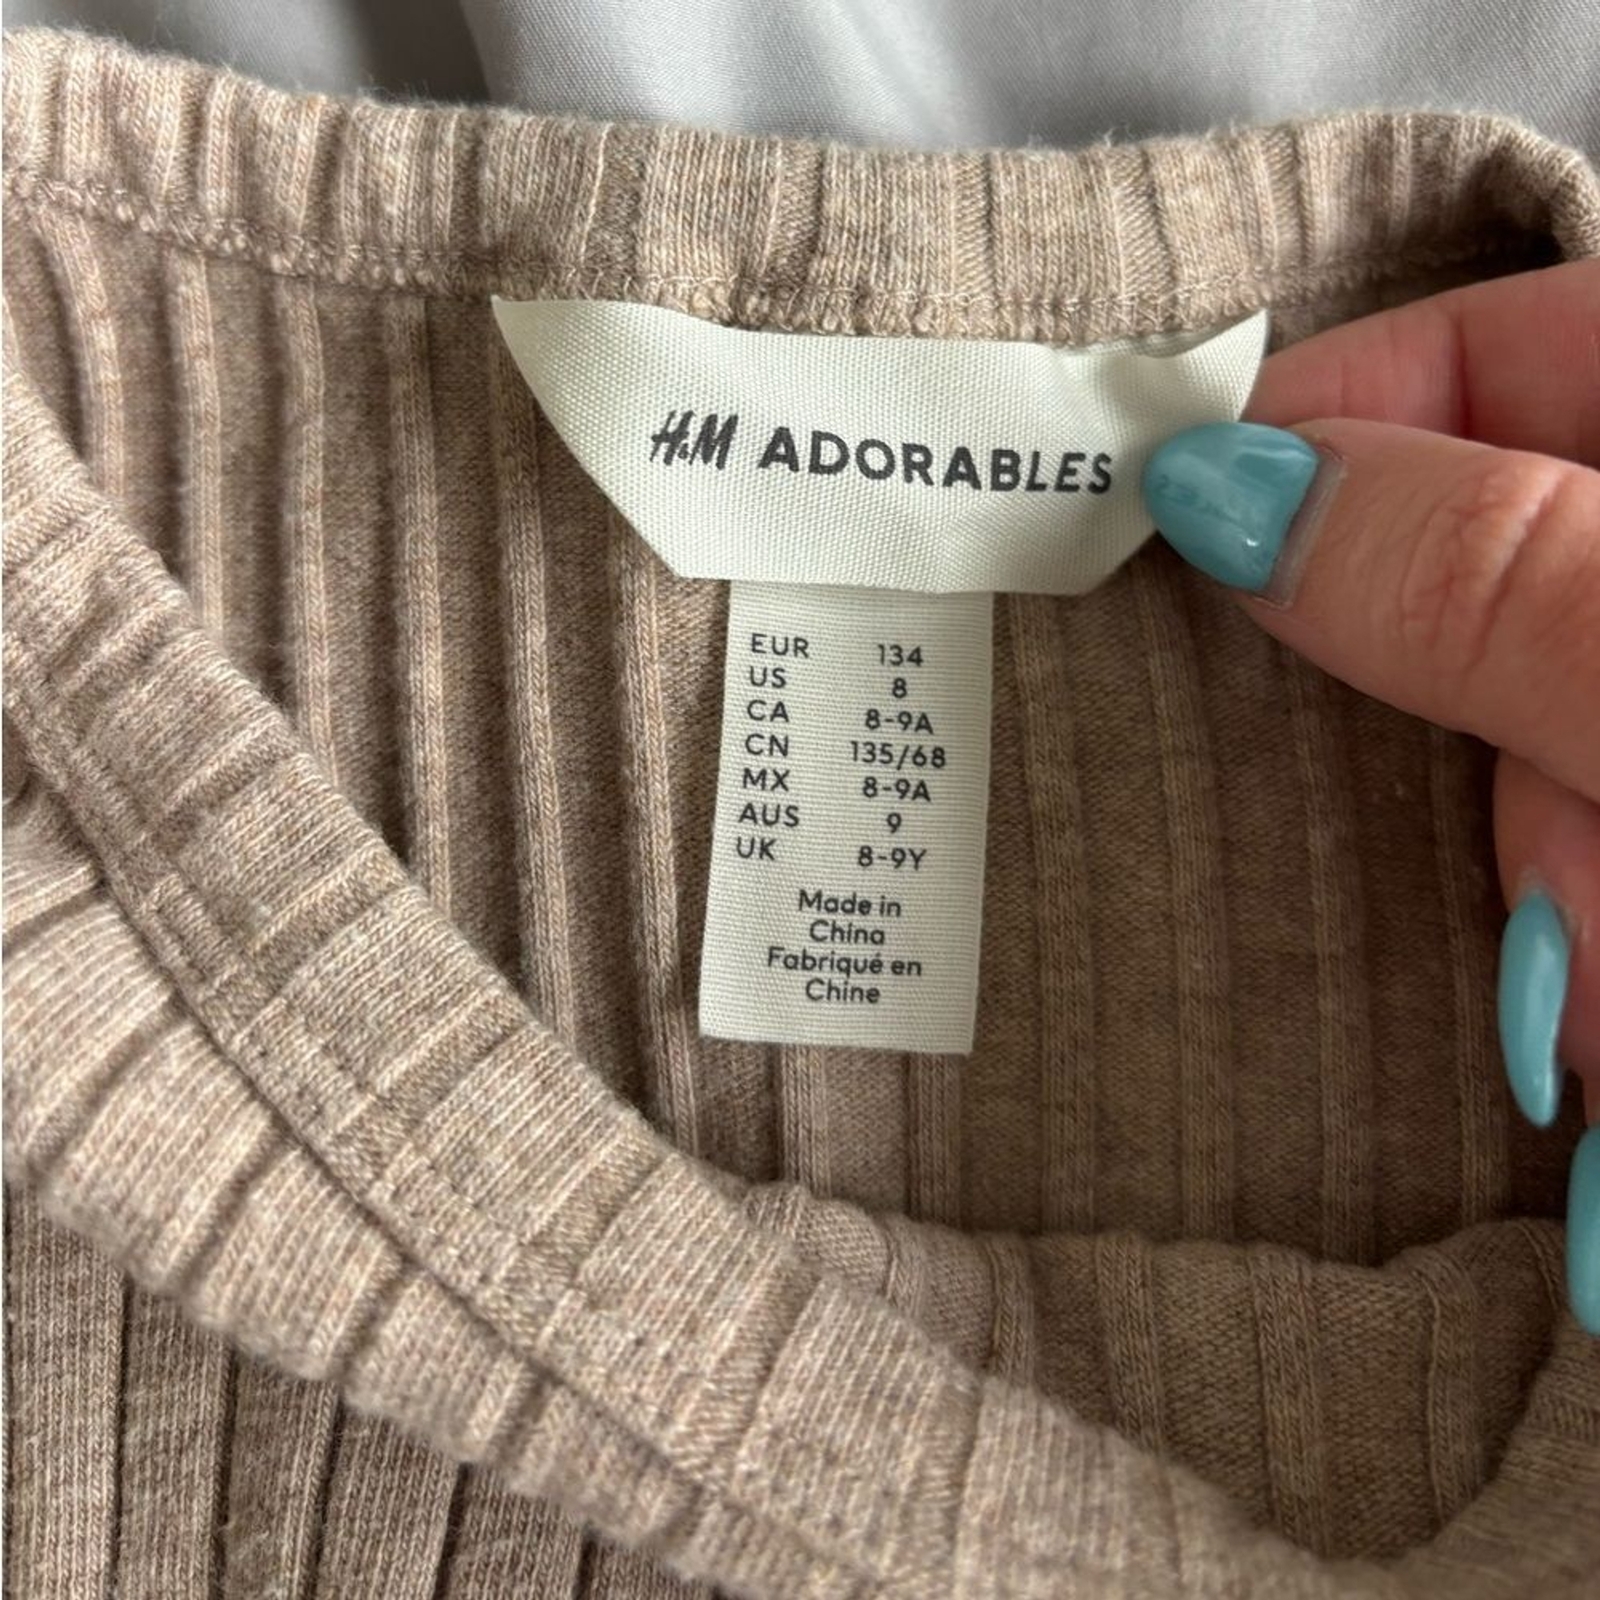 H&M ADORABLES
EUR 134
US 8
CA 8-9A
CN 135/68
MX 8-9A
AUS 9
UK 8-9Y
Made in
China
Fabriqué en
Chine